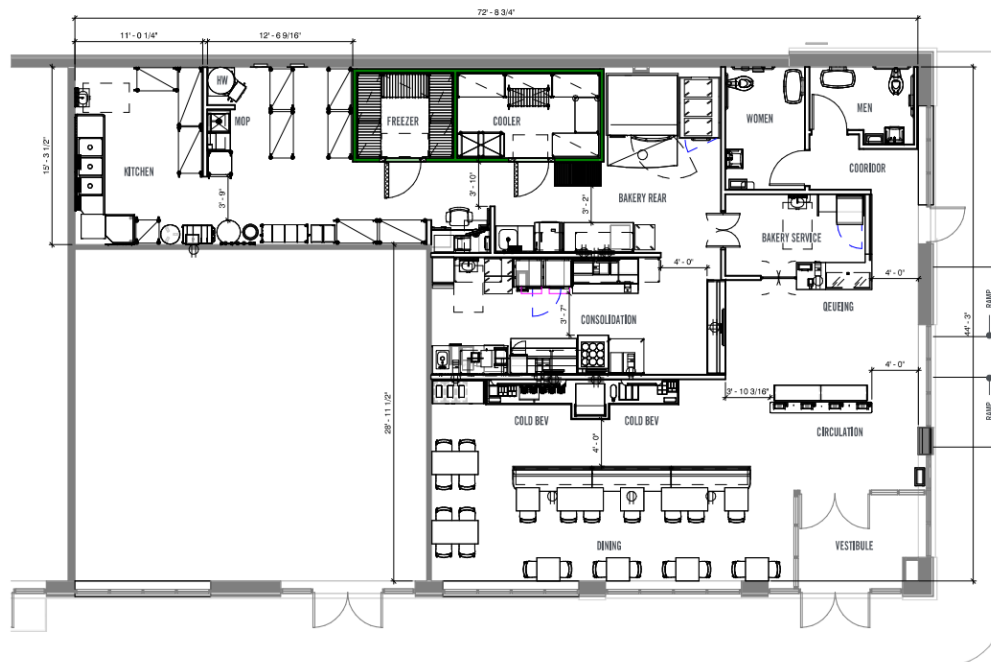 72' - 8 3/4"
11' - 0 1/4"
12' - 6 9/16"
HW
MOP
FREEZER
COOLER
WOMEN
MEN
15' - 3 1/2"
KITCHEN
3' - 9"
3' - 10"
3' - 2"
BAKERY REAR
COORIDOR
BAKERY SERVICE
4' - 0"
4' - 0"
QEUEING
RAMP
44' - 3"
3' - 7"
CONSOLIDATION
4' - 0"
3' - 10 3/16"
RAMP
28' - 11 1/2"
COLD BEV
COLD BEV
4' - 0"
CIRCULATION
DINING
VESTIBULE